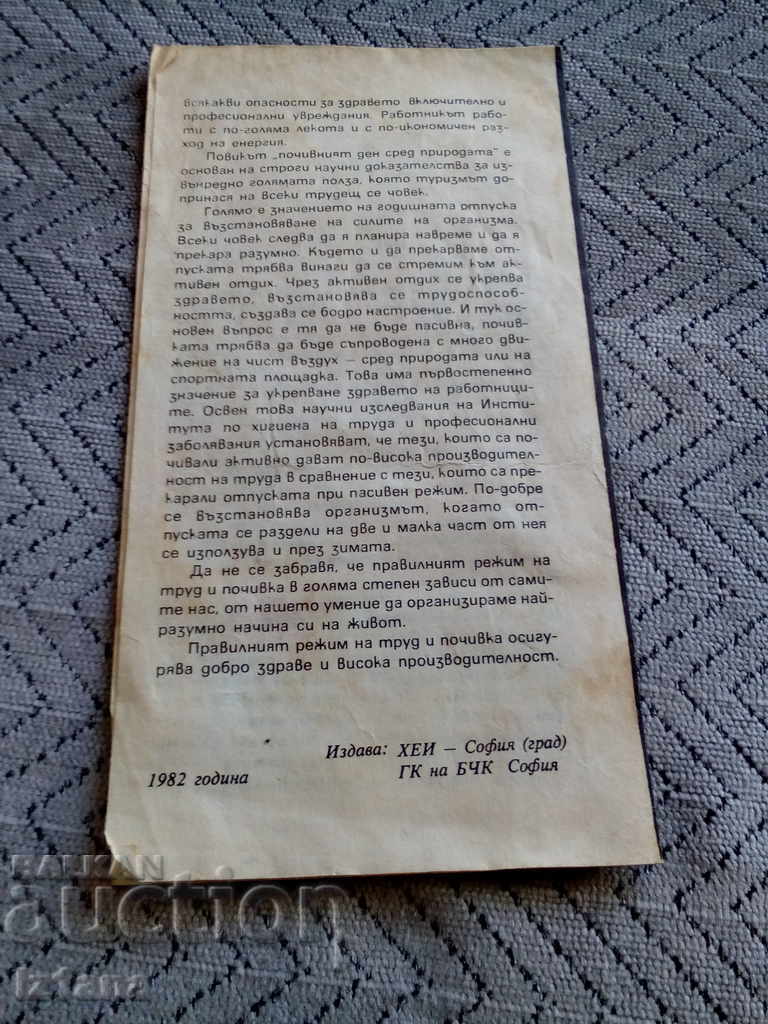 всякакви опасности за здравето включително и
професионални увреждания. Работникът рабо-
ти с по-голяма лекота и с по-икономичен раз-
ход на енергия.
Повикът „почивният ден сред природата" е
основан на строги научни доказателства за из-
вънредно голямата полза, която туризмът до-
принася на всеки трудещ се човек.
Голямо е значението на годишната отпуска
за възстановяване на силите на организма.
Всеки човек следва да я планира навреме и да я
прекара разумно. Където и да прекарваме от-
пуската трябва винаги да се стремим към ак-
тивен отдих. Чрез активен отдих се укрепва
здравето, възстановява се трудоспособ-
ността, създава се бодро настроение. И тук ос-
новен въпрос е тя да не бъде пасивна, почив-
ката трябва да бъде съпроводена с много дви-
жение на чист въздух — сред природата или на
спортната площадка. Това има първостепенно
значение за укрепване здравето на работници-
те. Освен това научни изследвания на Инсти-
тута по хигиена на труда и професионални
заболявания установяват, че тези, които са по-
чивали активно дават по-висока производител-
ност на труда в сравнение с тези, които са пре-
карали отпуската при пасивен режим. По-добре
се възстановява организмът, когато от-
пуската се раздели на две и малка част от нея
се използува и през зимата.
Да не се забравя, че правилният режим на
труд и почивка в голяма степен зависи от сами-
те нас, от нашето умение да организираме най-
разумно начина си на живот.
Правилният режим на труд и почивка осигу-
рява добро здраве и висока производителност.
Издава: ХЕИ — София (град)
ГК на БЧК София
1982 година
BALKAN
auction
Iztana